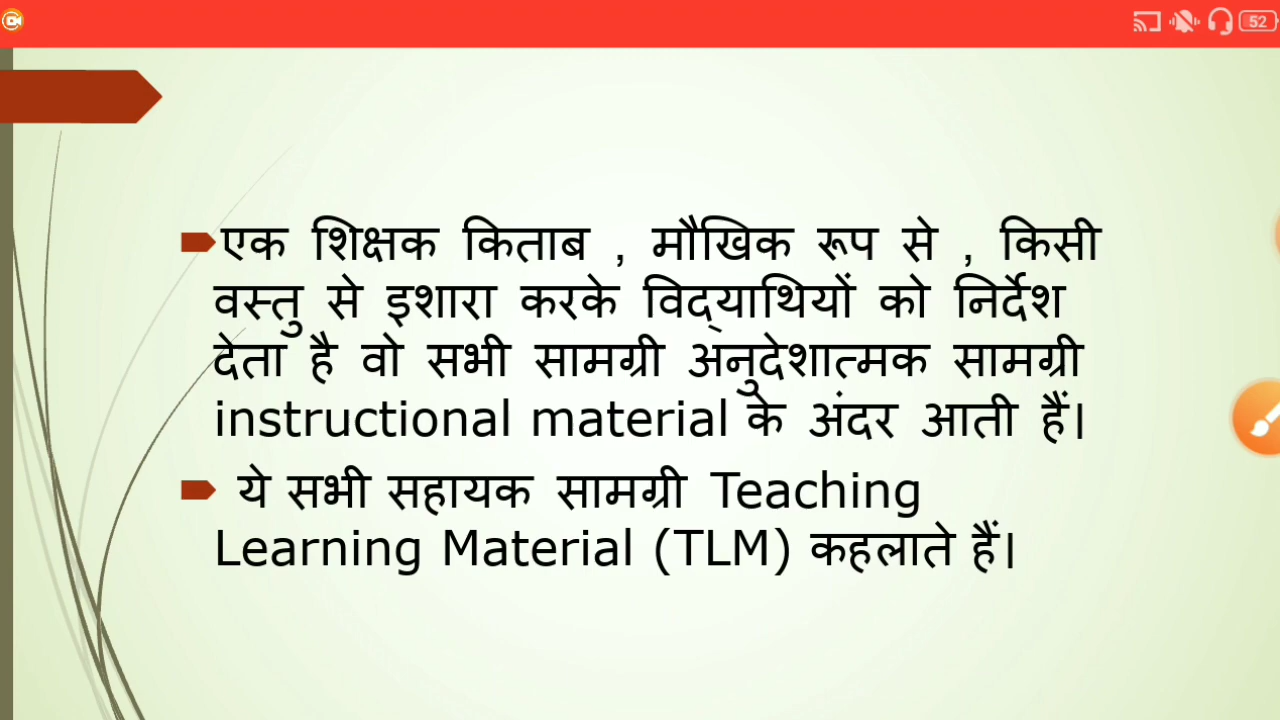 52
एक शिक्षक किताब , मौखिक रूप से , किसी
वस्तु से इशारा करके विद्याथियों को निर्देश
देता है वो सभी सामग्री अनुदेशात्मक सामग्री
instructional material के अंदर आती हैं।
ये सभी सहायक सामग्री Teaching
Learning Material (TLM) कहलाते हैं।